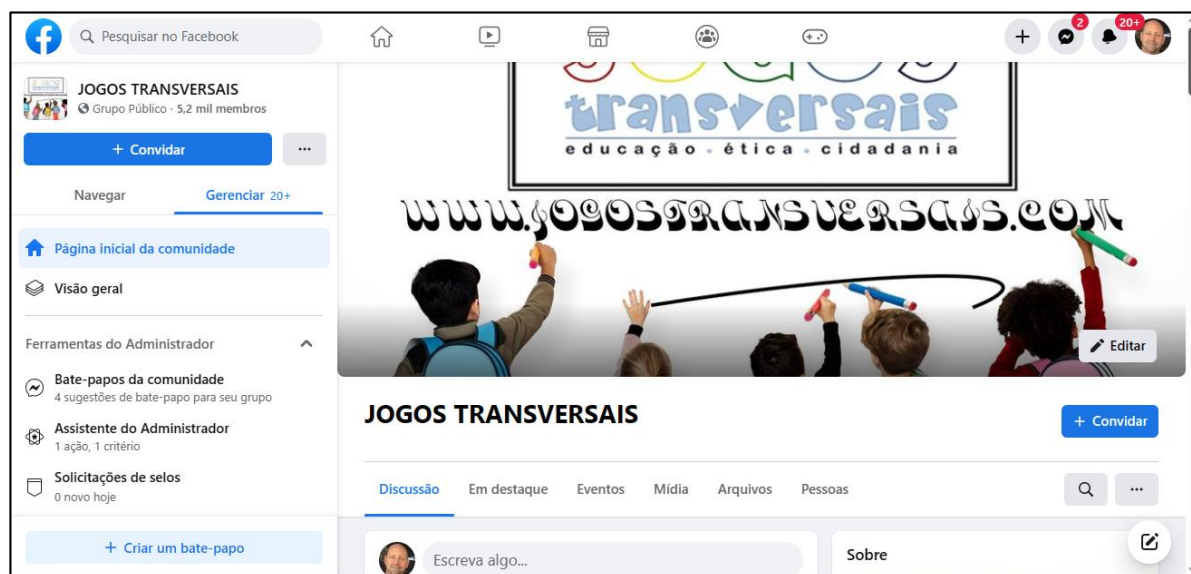 Pesquisar no Facebook
2
20+
JOGOS TRANSVERSAIS
Grupo Público · 5,2 mil membros
+ Convidar
Navegar
Gerenciar 20+
Página inicial da comunidade
Visão geral
Ferramentas do Administrador
Bate-papos da comunidade
4 sugestões de bate-papo para seu grupo
Assistente do Administrador
1 ação, 1 critério
Solicitações de selos
0 novo hoje
+ Criar um bate-papo
jogos
transversais
educação . ética . cidadania
WWW.JOGOSTRANSVERSAIS.COM
Editar
JOGOS TRANSVERSAIS
+ Convidar
Discussão Em destaque Eventos Mídia Arquivos Pessoas
Escreva algo...
Sobre